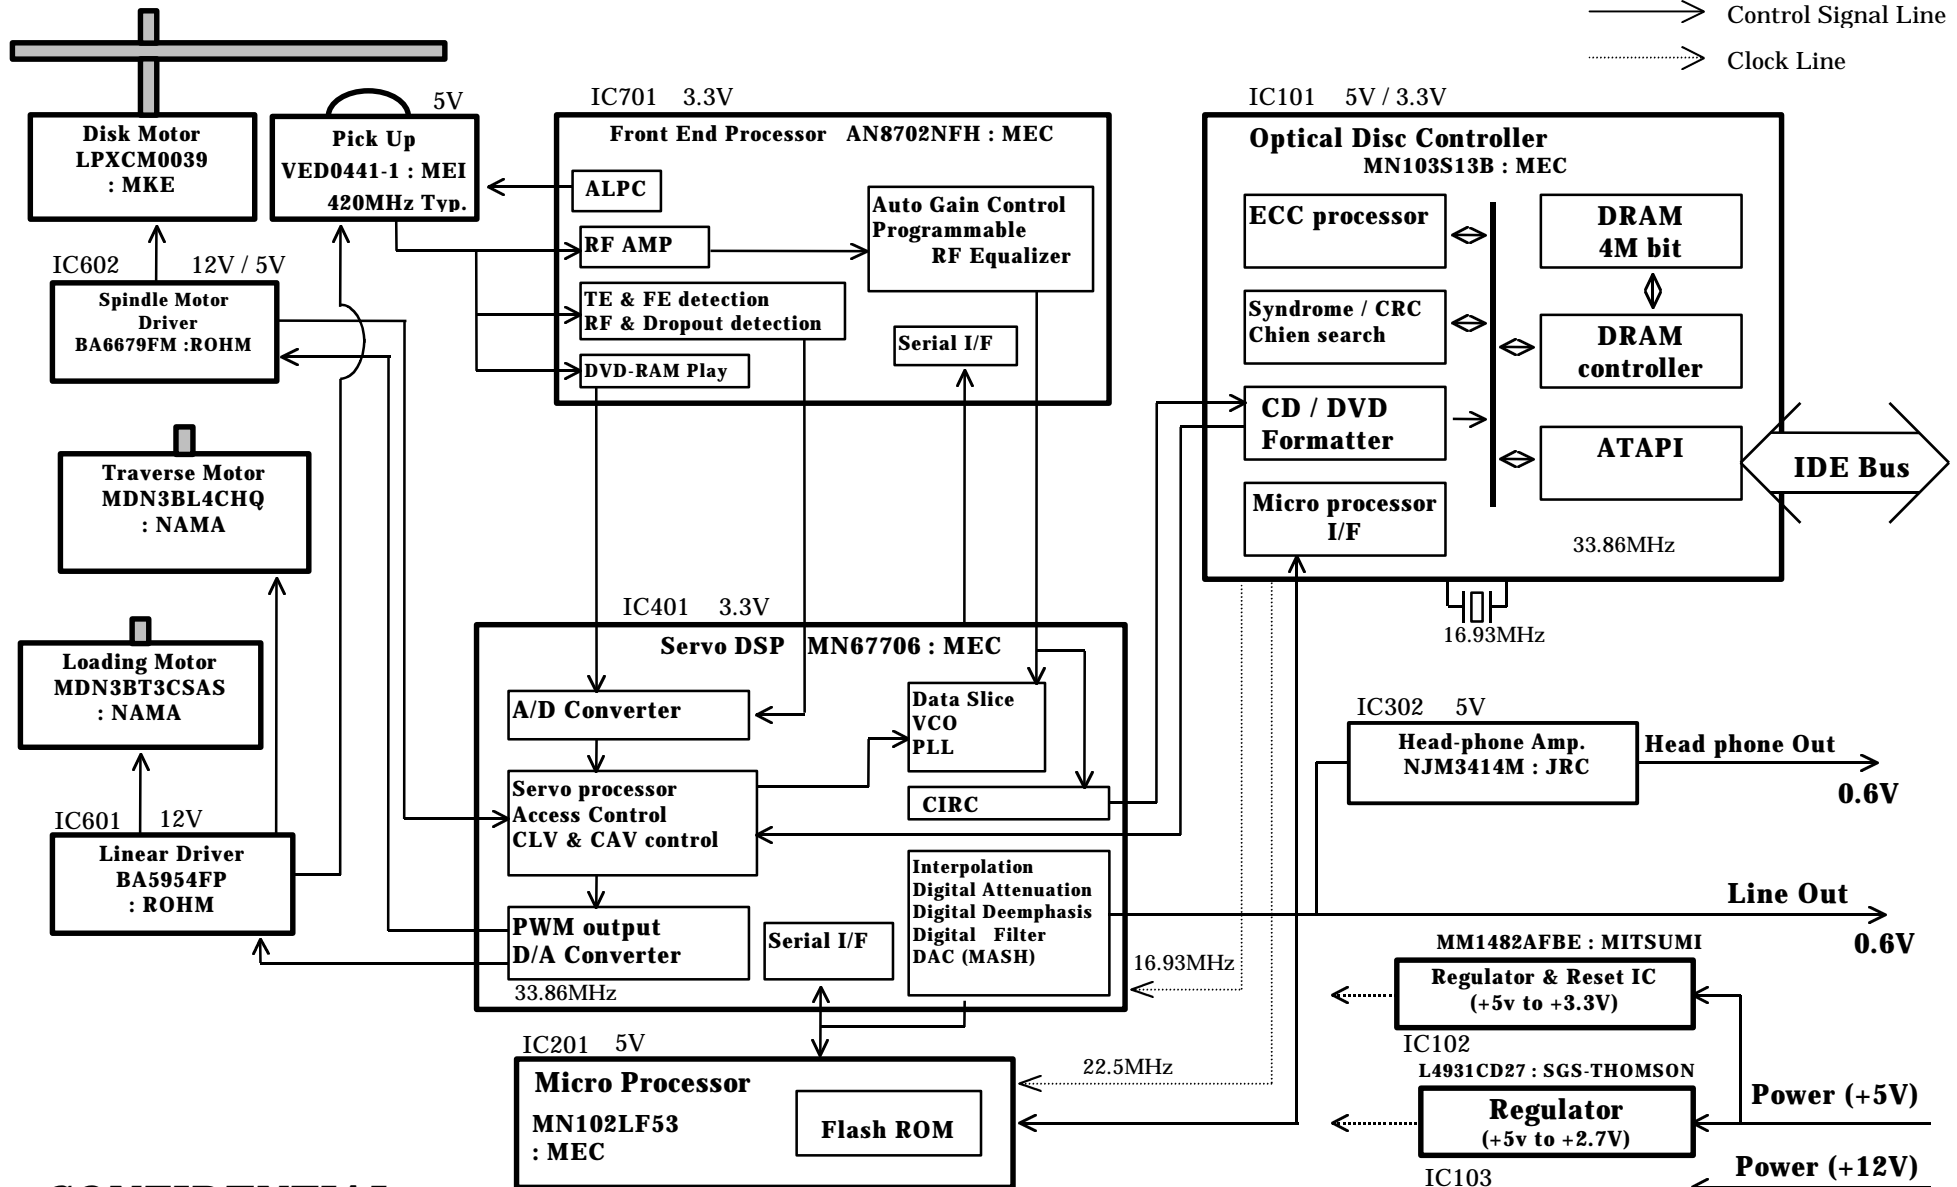 Control Signal Line
Clock Line
5V
Disk Motor
LPXCM0039
: MKE
Pick Up
VED0441-1 : MEI
420MHz Typ.
IC701 3.3V
Front End Processor AN8702NFH : MEC
ALPC
RF AMP
Auto Gain Control
Programmable
RF Equalizer
TE & FE detection
RF & Dropout detection
Serial I/F
DVD-RAM Play
IC101 5V / 3.3V
Optical Disc Controller
MN103S13B : MEC
ECC processor
DRAM
4M bit
Syndrome / CRC
Chien search
DRAM
controller
CD / DVD
Formatter
ATAPI
IDE Bus
Micro processor
I/F
33.86MHz
16.93MHz
IC602 12V / 5V
Spindle Motor
Driver
BA6679FM :ROHM
Traverse Motor
MDN3BL4CHQ
: NAMA
Loading Motor
MDN3BT3CSAS
: NAMA
IC601 12V
Linear Driver
BA5954FP
: ROHM
IC401 3.3V
Servo DSP MN67706 : MEC
A/D Converter
Data Slice
VCO
PLL
Servo processor
Access Control
CLV & CAV control
CIRC
Interpolation
Digital Attenuation
Digital Deemphasis
Digital Filter
DAC (MASH)
PWM output
D/A Converter
Serial I/F
33.86MHz
16.93MHz
IC201 5V
22.5MHz
Micro Processor
MN102LF53
: MEC
Flash ROM
IC302 5V
Head-phone Amp.
NJM3414M : JRC
Head phone Out
0.6V
Line Out
0.6V
MM1482AFBE : MITSUMI
Regulator & Reset IC
(+5v to +3.3V)
IC102
L4931CD27 : SGS-THOMSON
Regulator
(+5v to +2.7V)
IC103
Power (+5V)
Power (+12V)
CONFIDENTIAL